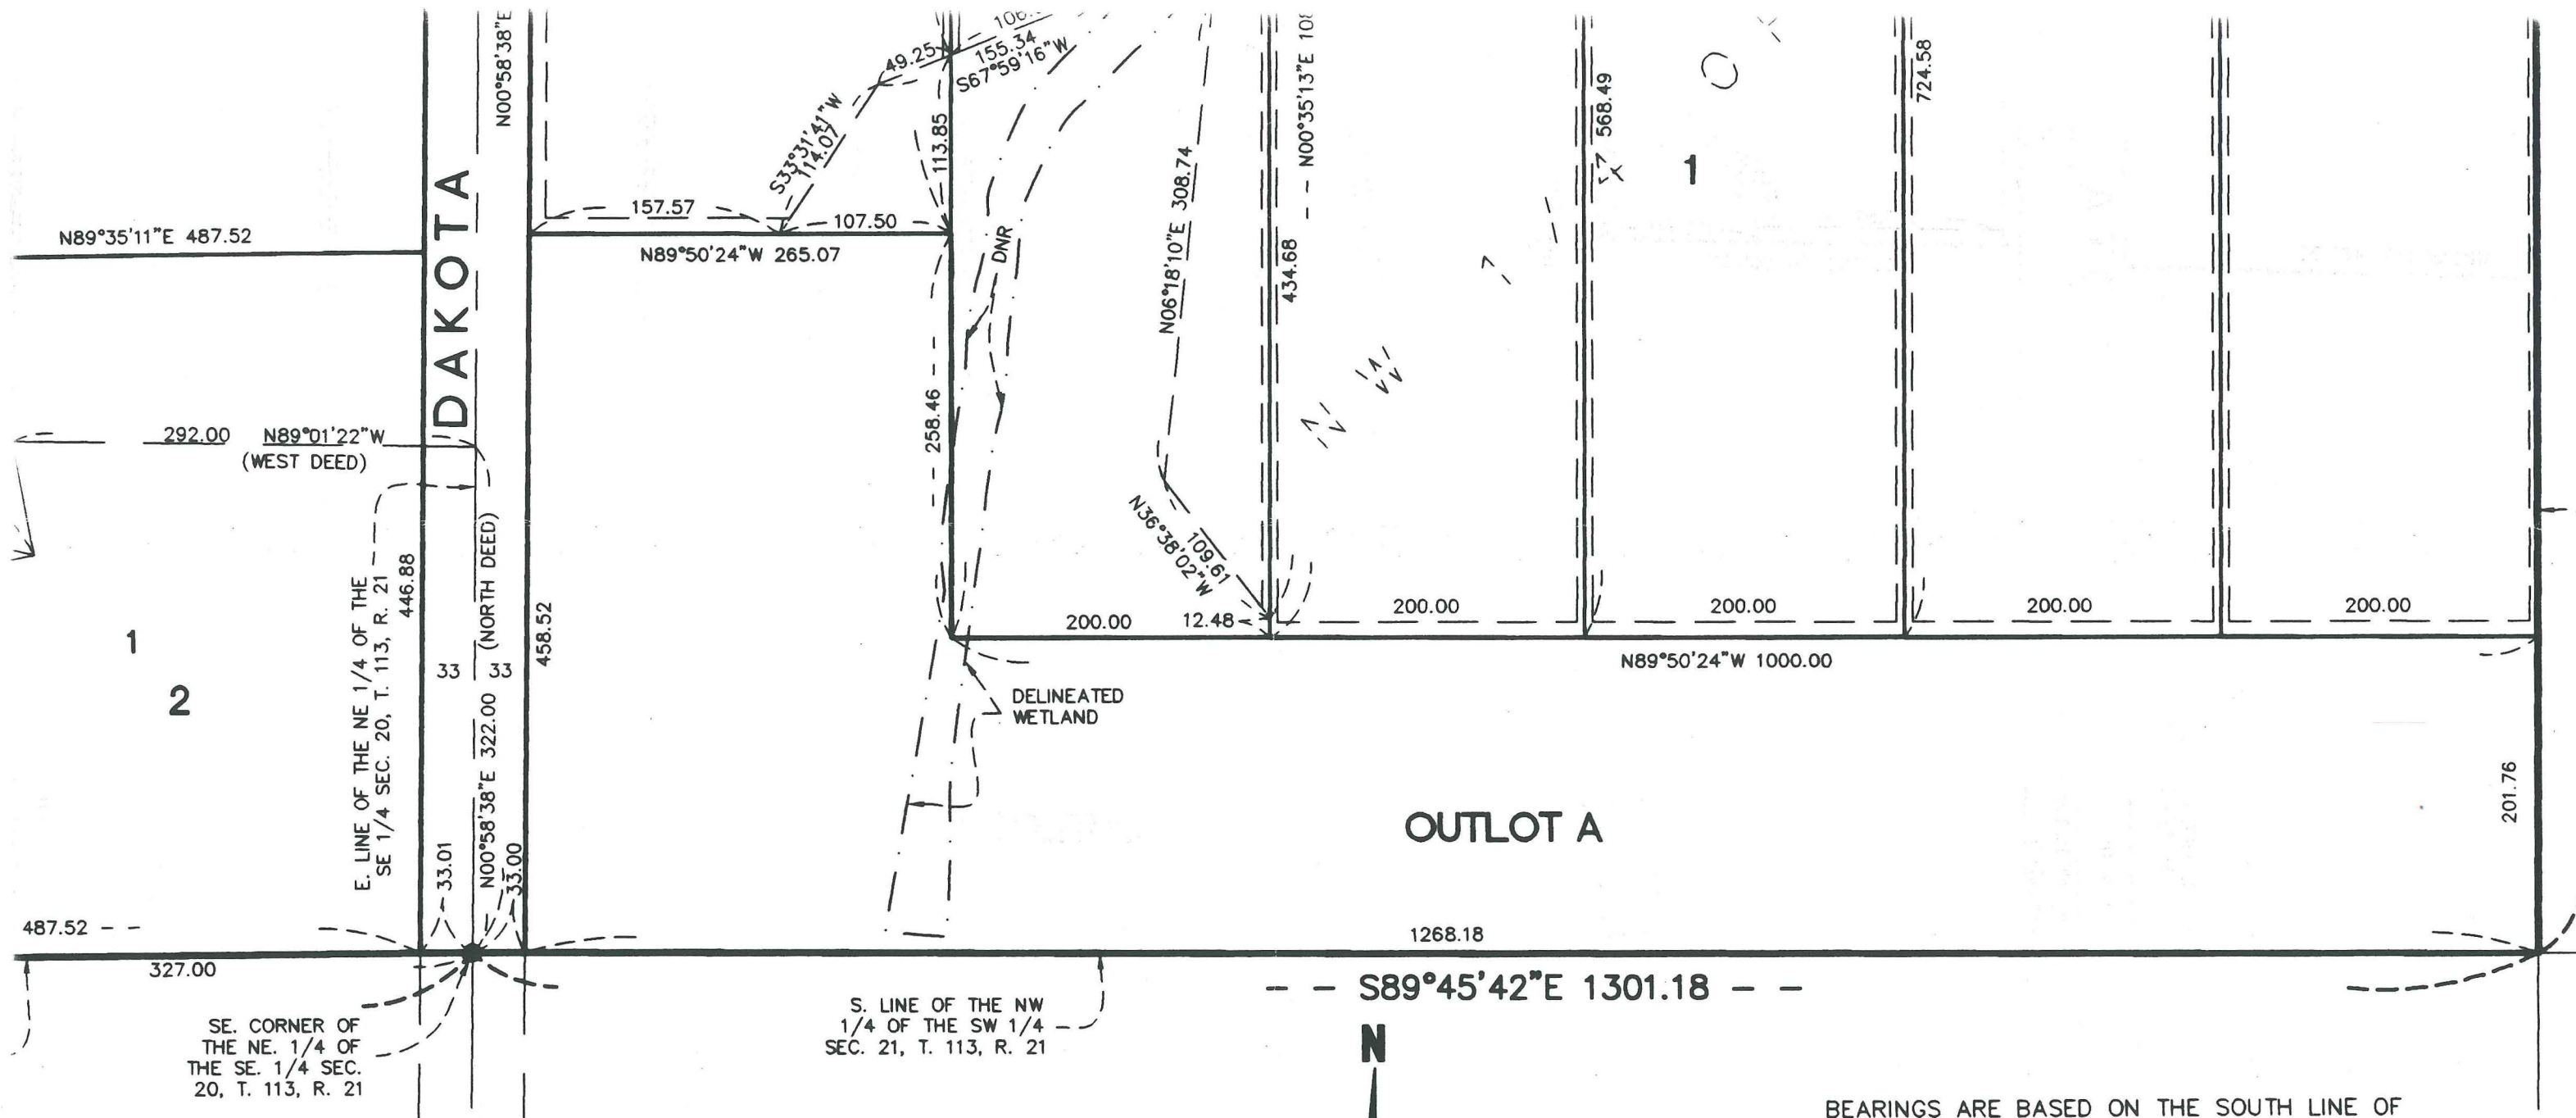 N00°58'38"E
49.25
155.34
S67°59'16"W
S33°31'41"W
114.07
113.85
N00°35'13"E
568.49
724.58
DAKOTA
1
N89°35'11"E 487.52
157.57
107.50
N89°50'24"W 265.07
DNR
N06°18'10"E 308.74
434.68
258.46
292.00 N89°01'22"W
(WEST DEED)
E. LINE OF THE NE 1/4 OF THE
SE 1/4 SEC. 20, T. 113, R. 21
446.88
N00°58'38"E 322.00 (NORTH DEED)
458.52
N36°38'02"W
109.61
1
2
33
33
200.00
12.48
200.00
200.00
200.00
200.00
N89°50'24"W 1000.00
DELINEATED
WETLAND
OUTLOT A
201.76
33.01
33.00
487.52
327.00
1268.18
S89°45'42"E 1301.18
SE. CORNER OF
THE NE. 1/4 OF
THE SE. 1/4 SEC.
20, T. 113, R. 21
S. LINE OF THE NW
1/4 OF THE SW 1/4
SEC. 21, T. 113, R. 21
N
BEARINGS ARE BASED ON THE SOUTH LINE OF